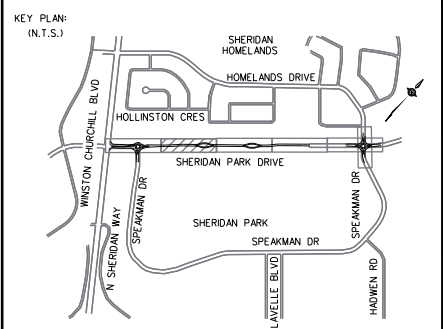 KEY PLAN:
(N.T.S.)
SHERIDAN
HOMELANDS
HOMELANDS DRIVE
WINSTON CHURCHILL BLVD
HOLLINSTON CRES
SHERIDAN PARK DRIVE
N SHERIDAN WAY
SPEAKMAN DR
SHERIDAN PARK
SPEAKMAN DR
SPEAKMAN DR
LAVELLE BLVD
HADWEN RD